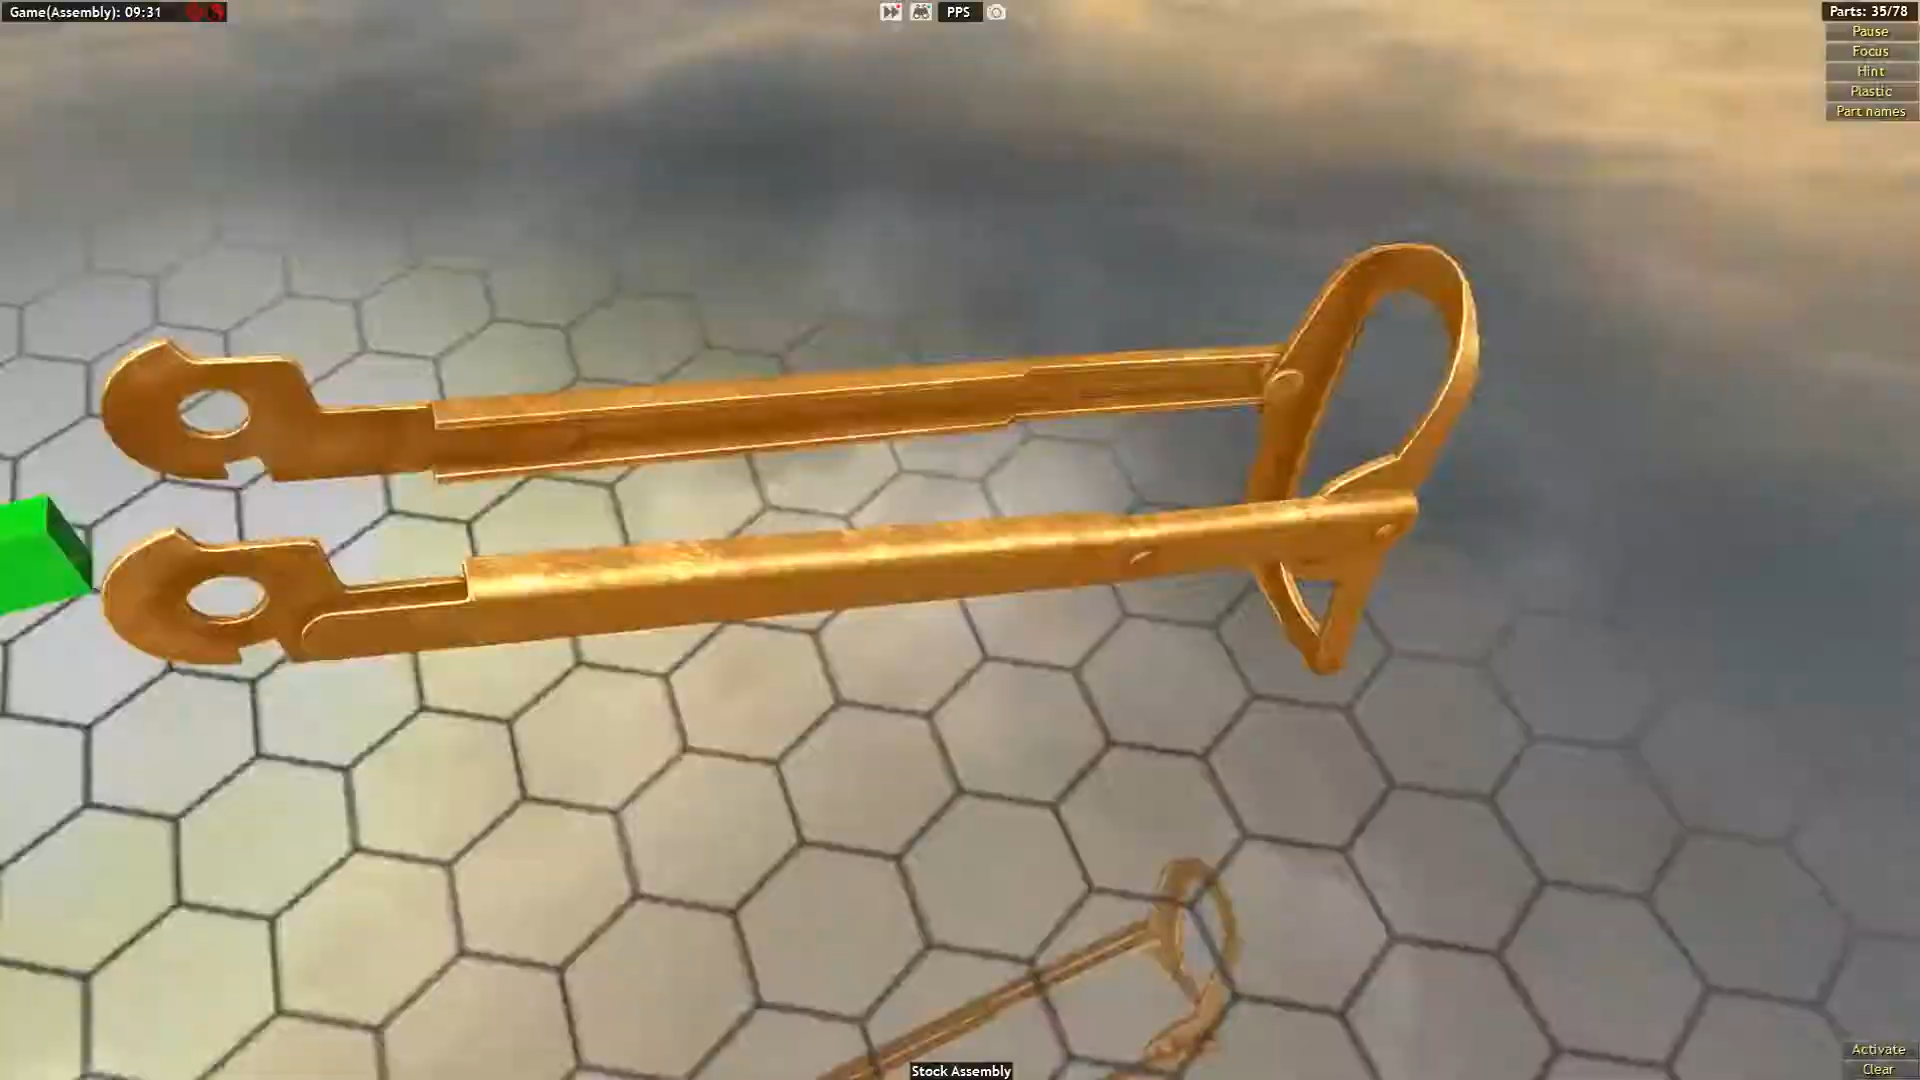 Game(Assembly): 09:31
PPS
Parts: 35/78
Pause
Focus
Hint
Plastic
Part names
Stock Assembly
Activate
Clear